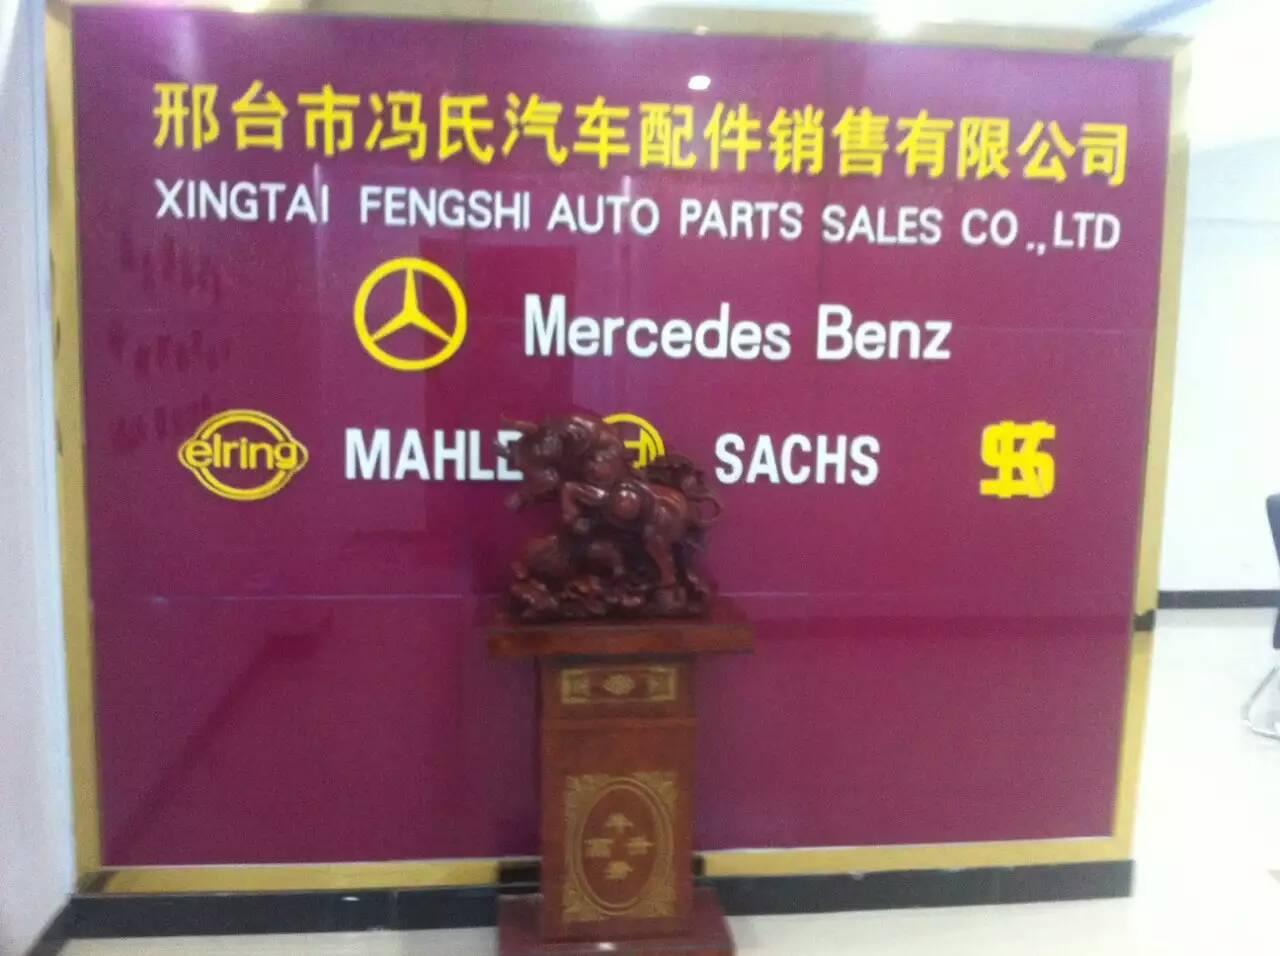 邢台市冯氏汽车配件销售有限公司
XINGTAI FENGSHI AUTO PARTS SALES CO.,LTD
Mercedes Benz
elring MAHLE SACHS